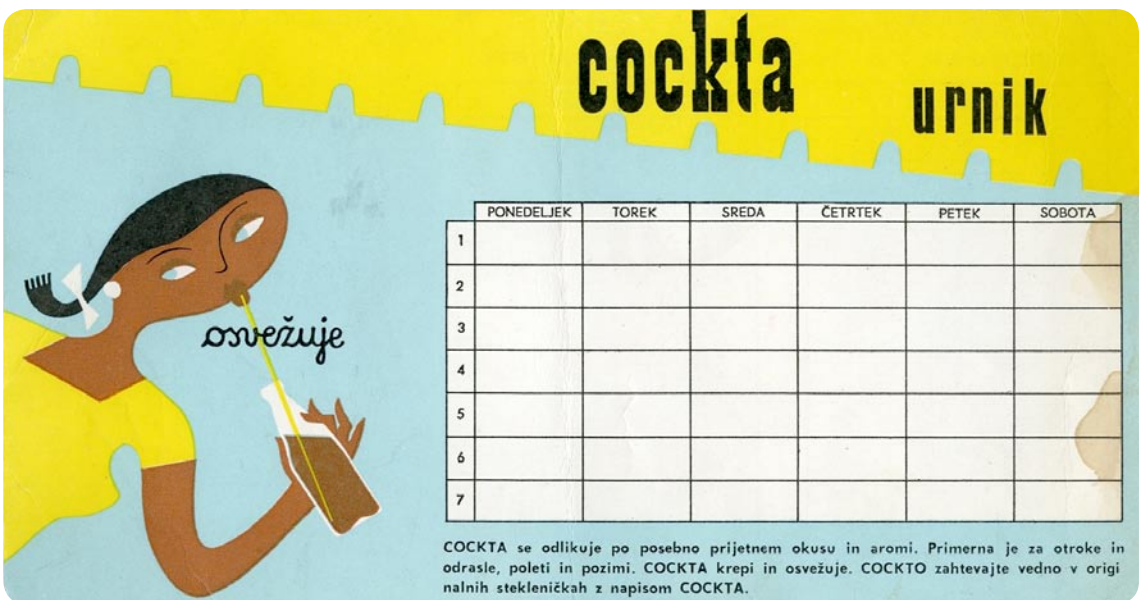 cockta
urnik
osvežuje
PONEDELJEK TOREK SREDA ČETRTEK PETEK SOBOTA
1
2
3
4
5
6
7
COCKTA se odlikuje po posebno prijetnem okusu in aromi. Primerna je za otroke in
odrasle, poleti in pozimi. COCKTA krepi in osvežuje. COCKTO zahtevajte vedno v origi
nalnih stekleničkah z napisom COCKTA.